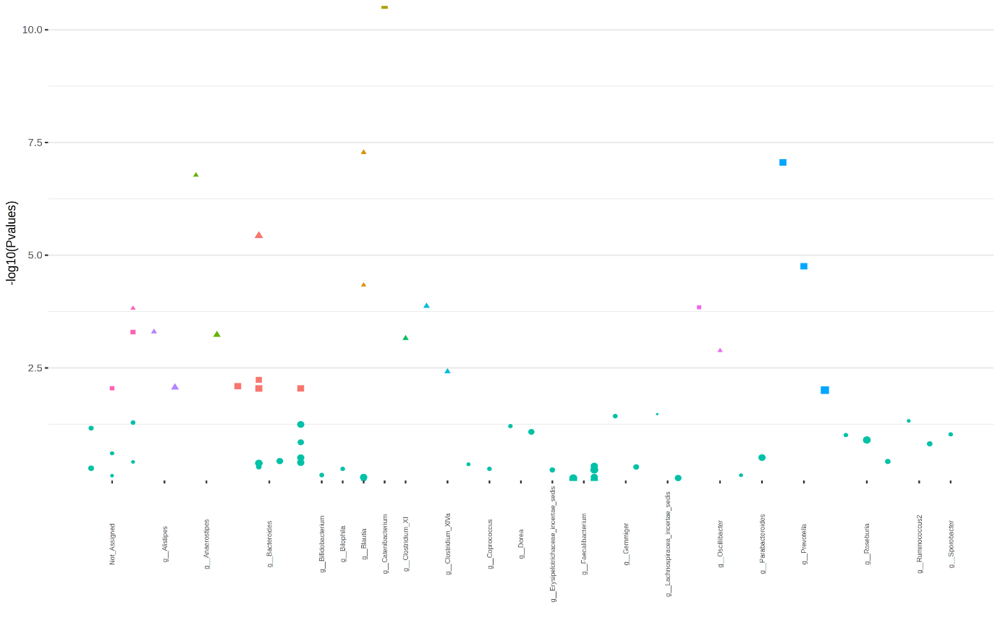 10.0
7.5
5.0
2.5
-log10(Pvalues)
Not_Assigned
g__Alistipes
g__Anaerostipes
g__Bacteroides
g__Bifidobacterium
g__Bilophila
g__Blautia
g__Catenibacterium
g__Clostridium_XI
g__Clostridium_XIVa
g__Coprococcus
g__Dorea
g__Erysipelotrichaceae_incertae_sedis
g__Faecalibacterium
g__Gemmiger
g__Lachnospiracea_incertae_sedis
g__Oscillibacter
g__Parabacteroides
g__Prevotella
g__Roseburia
g__Ruminococcus2
g__Sporobacter